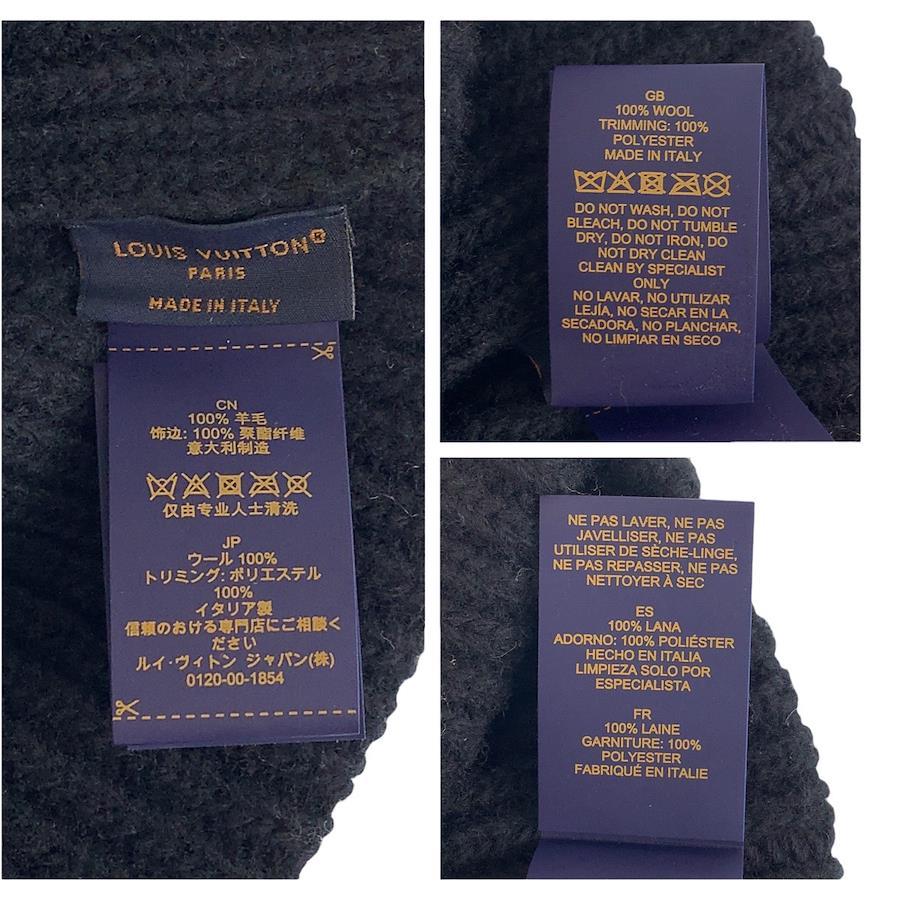 LOUIS VUITTON®
PARIS
MADE IN ITALY
CN
100% 羊毛
饰边: 100% 聚酯纤维
意大利制造
仅由专业人士清洗
JP
ウール 100%
トリミング: ポリエステル
100%
イタリア製
信頼のおける専門店にご相談く
ださい
ルイ·ヴィトン ジャパン(株)
0120-00-1854
GB
100% WOOL
TRIMMING: 100%
POLYESTER
MADE IN ITALY
DO NOT WASH, DO NOT
BLEACH, DO NOT TUMBLE
DRY, DO NOT IRON, DO
NOT DRY CLEAN
CLEAN BY SPECIALIST
ONLY
NO LAVAR, NO UTILIZAR
LEJÍA, NO SECAR EN LA
SECADORA, NO PLANCHAR,
NO LIMPIAR EN SECO
NE PAS LAVER, NE PAS
JAVELLISER, NE PAS
UTILISER DE SÈCHE-LINGE,
NE PAS REPASSER, NE PAS
NETTOYER À SEC
ES
100% LANA
ADORNO: 100% POLIÉSTER
HECHO EN ITALIA
LIMPIEZA SOLO POR
ESPECIALISTA
FR
100% LAINE
GARNITURE: 100%
POLYESTER
FABRIQUÉ EN ITALIE